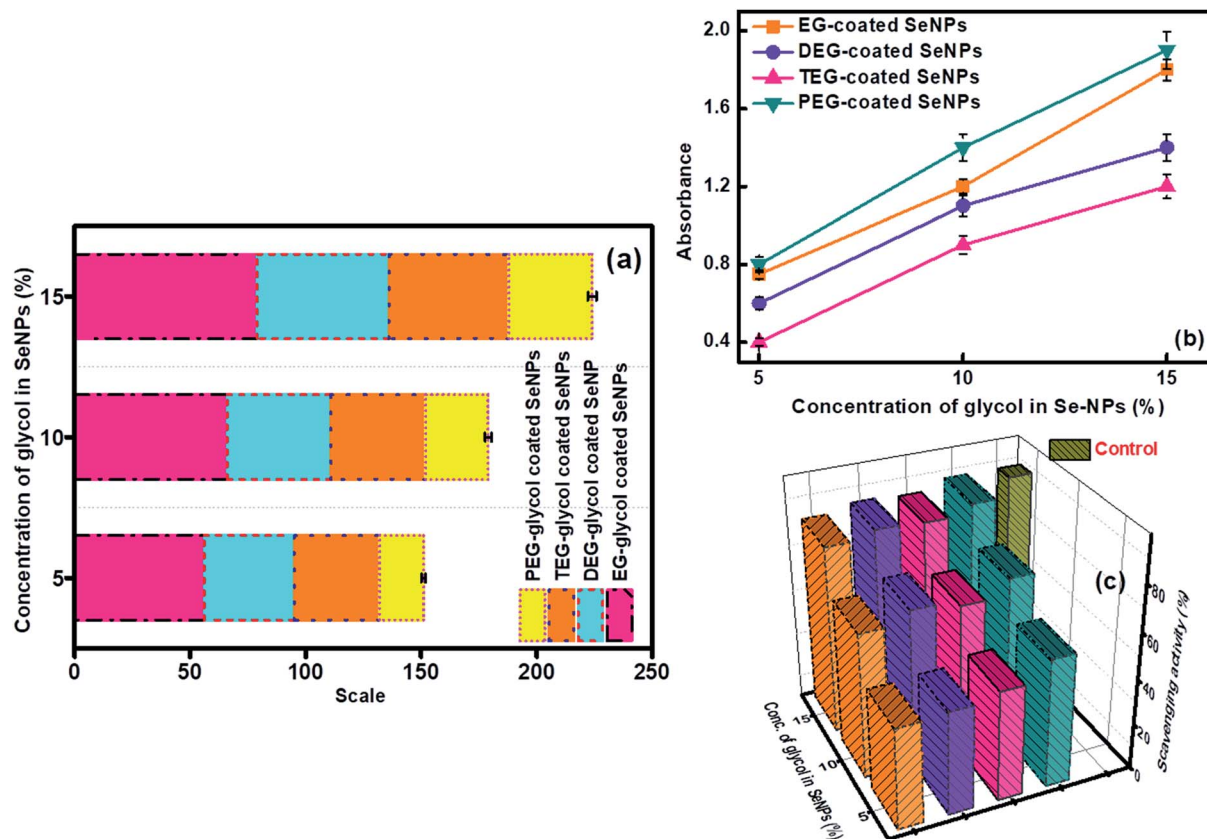 (a)
Concentration of glycol in SeNPs (%)
15
10
5
0
50
100
150
200
250
Scale
PEG-glycol coated SeNPs
TEG-glycol coated SeNPs
DEG-glycol coated SeNP
EG-glycol coated SeNPs
EG-coated SeNPs
DEG-coated SeNPs
TEG-coated SeNPs
PEG-coated SeNPs
Absorbance
2.0
1.6
1.2
0.8
0.4
(b)
5
10
15
Concentration of glycol in Se-NPs (%)
Control
(c)
Scavenging activity (%)
80
60
40
20
0
Conc. of glycol in SeNPs (%)
15
10
5